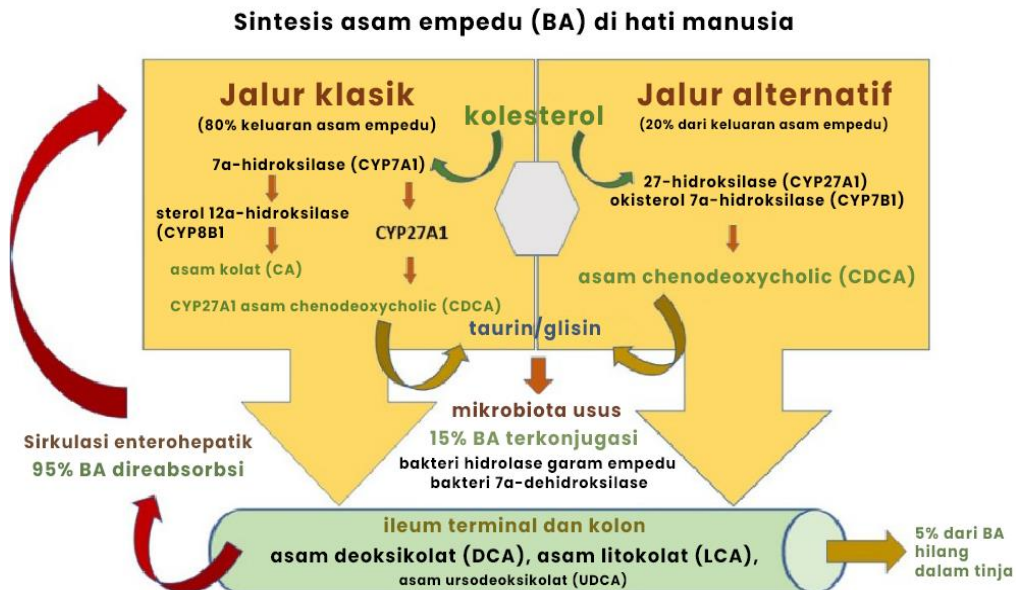 Sintesis asam empedu (BA) di hati manusia
Jalur klasik
(80% keluaran asam empedu)
kolesterol
Jalur alternatif
(20% dari keluaran asam empedu)
7a-hidroksilase (CYP7A1)
sterol 12a-hidroksilase
(CYP8B1
CYP27A1
asam kolat (CA)
CYP27A1 asam chenodeoxycholic (CDCA)
27-hidroksilase (CYP27A1)
okisterol 7a-hidroksilase (CYP7B1)
asam chenodeoxycholic (CDCA)
taurin/glisin
mikrobiota usus
15% BA terkonjugasi
bakteri hidrolase garam empedu
bakteri 7a-dehidroksilase
Sirkulasi enterohepatik
95% BA direabsorbsi
ileum terminal dan kolon
asam deoksikolat (DCA), asam litokolat (LCA),
asam ursodeoksikolat (UDCA)
5% dari BA
hilang
dalam tinja